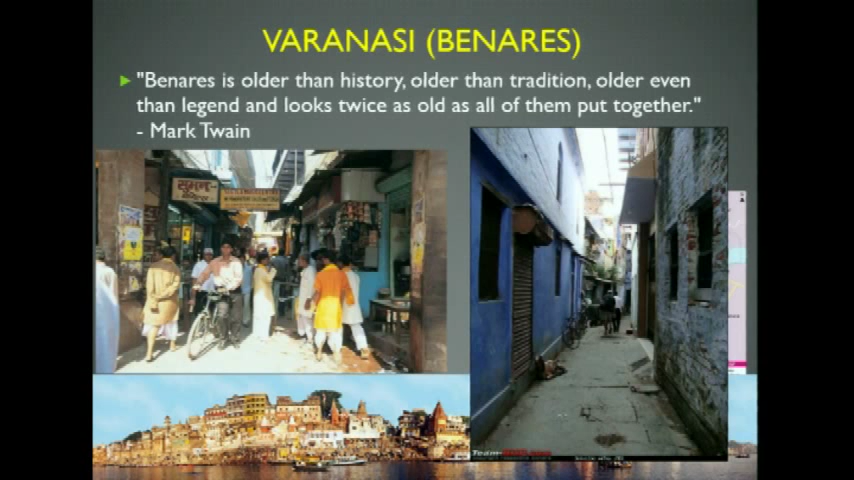 VARANASI (BENARES)
"Benares is older than history, older than tradition, older even
than legend and looks twice as old as all of them put together."
- Mark Twain
सुमन